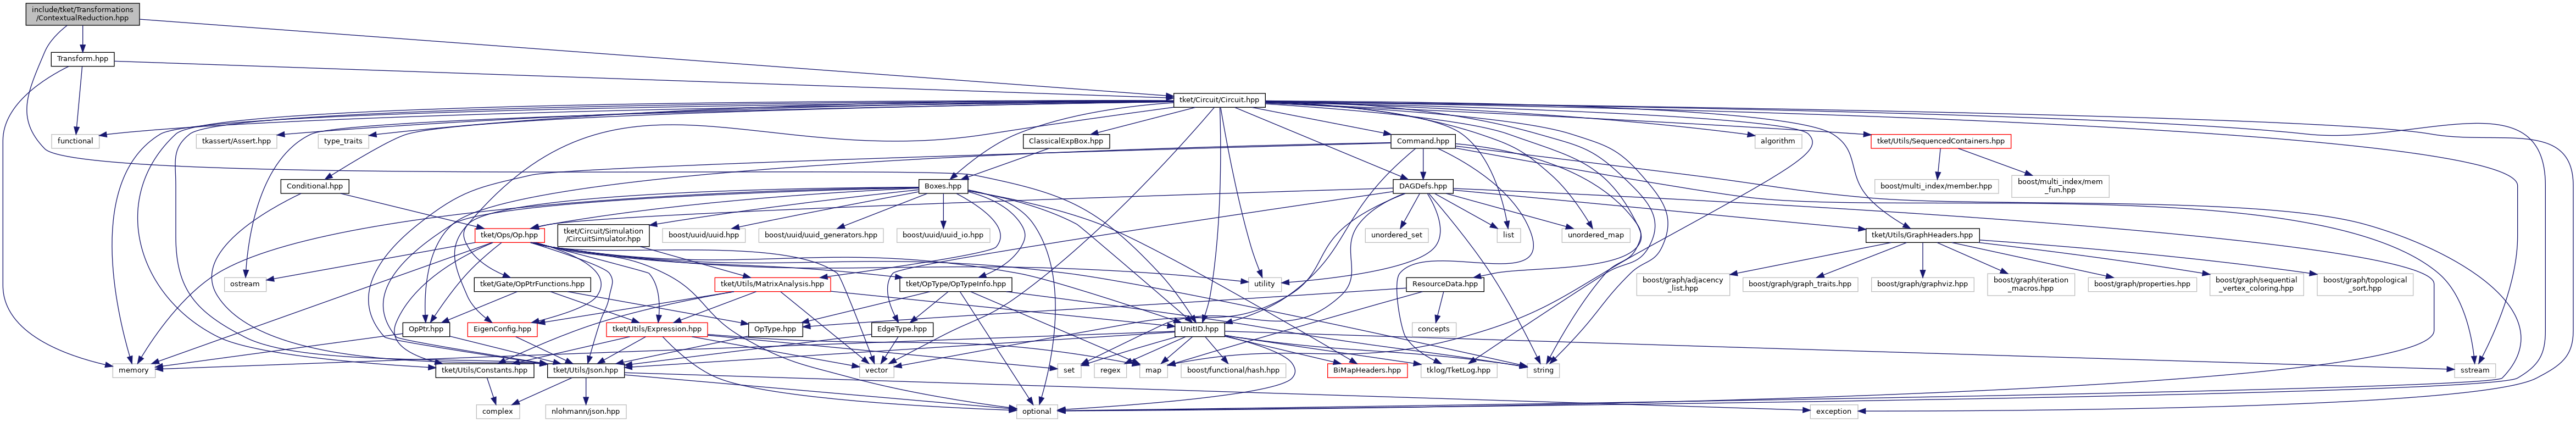 include/tket/Transformations
/ContextualReduction.hpp
Transform.hpp
tket/Circuit/Circuit.hpp
functional
tkassert/Assert.hpp
type_traits
ClassicalExpBox.hpp
Command.hpp
algorithm
tket/Utils/SequencedContainers.hpp
Conditional.hpp
Boxes.hpp
DAGDefs.hpp
boost/multi_index/member.hpp
boost/multi_index/mem
_fun.hpp
tket/Ops/Op.hpp
tket/Circuit/Simulation
/CircuitSimulator.hpp
boost/uuid/uuid.hpp
boost/uuid/uuid_generators.hpp
boost/uuid/uuid_io.hpp
unordered_set
list
unordered_map
tket/Utils/GraphHeaders.hpp
ostream
tket/Gate/OpPtrFunctions.hpp
tket/Utils/MatrixAnalysis.hpp
tket/OpType/OpTypeInfo.hpp
utility
ResourceData.hpp
boost/graph/adjacency
_list.hpp
boost/graph/graph_traits.hpp
boost/graph/graphviz.hpp
boost/graph/iteration
_macros.hpp
boost/graph/properties.hpp
boost/graph/sequential
_vertex_coloring.hpp
boost/graph/topological
_sort.hpp
OpPtr.hpp
EigenConfig.hpp
tket/Utils/Expression.hpp
OpType.hpp
EdgeType.hpp
UnitID.hpp
concepts
memory
tket/Utils/Constants.hpp
tket/Utils/Json.hpp
vector
set
regex
map
boost/functional/hash.hpp
BiMapHeaders.hpp
tklog/TketLog.hpp
string
sstream
complex
nlohmann/json.hpp
optional
exception